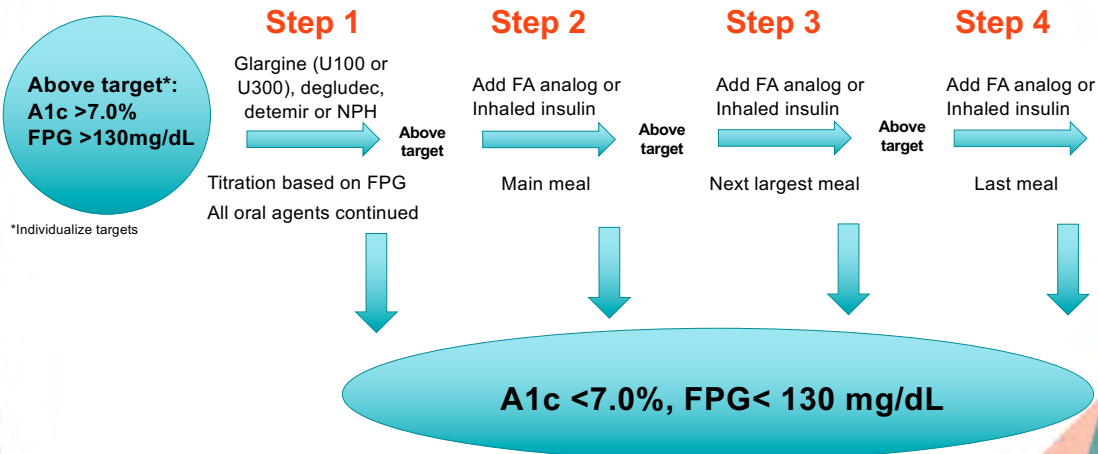 Step 1
Step 2
Step 3
Step 4
Above target*:
A1c >7.0%
FPG >130mg/dL
*Individualize targets
Glargine (U100 or
U300), degludec,
detemir or NPH
Titration based on FPG
All oral agents continued
Above
target
Add FA analog or
Inhaled insulin
Main meal
Above
target
Add FA analog or
Inhaled insulin
Next largest meal
Above
target
Add FA analog or
Inhaled insulin
Last meal
A1c <7.0%, FPG< 130 mg/dL